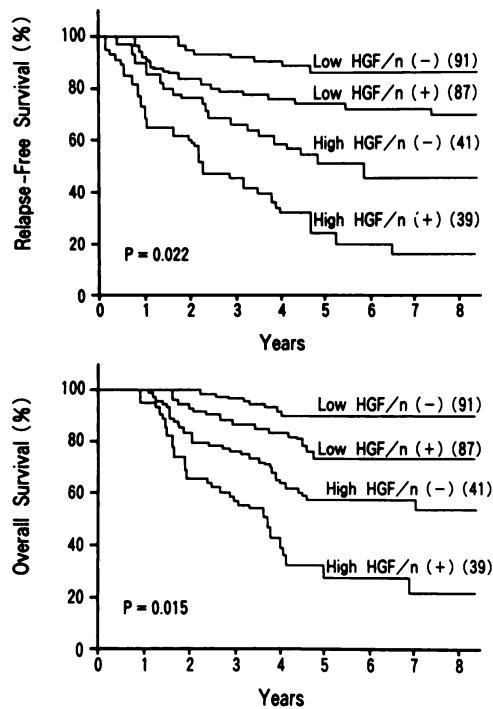 Relapse-Free Survival (%)
100
80
60
40
20
0
Low HGF/n (-) (91)
Low HGF/n (+) (87)
High HGF/n (-) (41)
High HGF/n (+) (39)
P = 0.022
0 1 2 3 4 5 6 7 8
Years
Overall Survival (%)
100
80
60
40
20
0
Low HGF/n (-) (91)
Low HGF/n (+) (87)
High HGF/n (-) (41)
High HGF/n (+) (39)
P = 0.015
0 1 2 3 4 5 6 7 8
Years